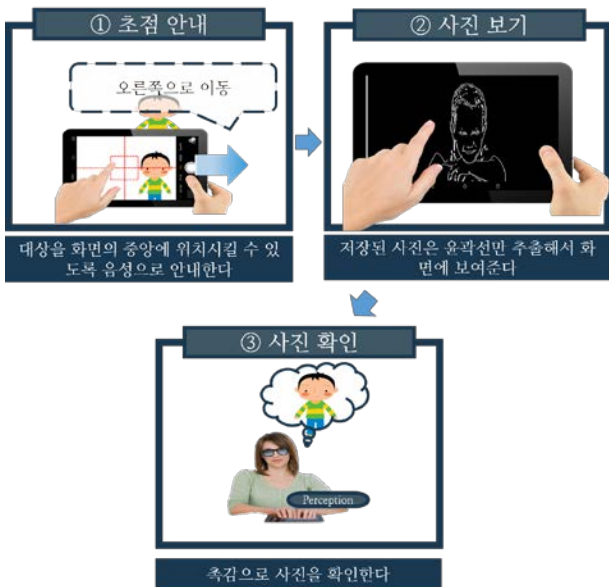 ① 초점 안내
오른쪽으로 이동
대상을 화면의 중앙에 위치시킬 수 있
도록 음성으로 안내한다
② 사진 보기
저장된 사진은 윤곽선만 추출해서 화
면에 보여준다
③ 사진 확인
Perception
촉감으로 사진을 확인한다